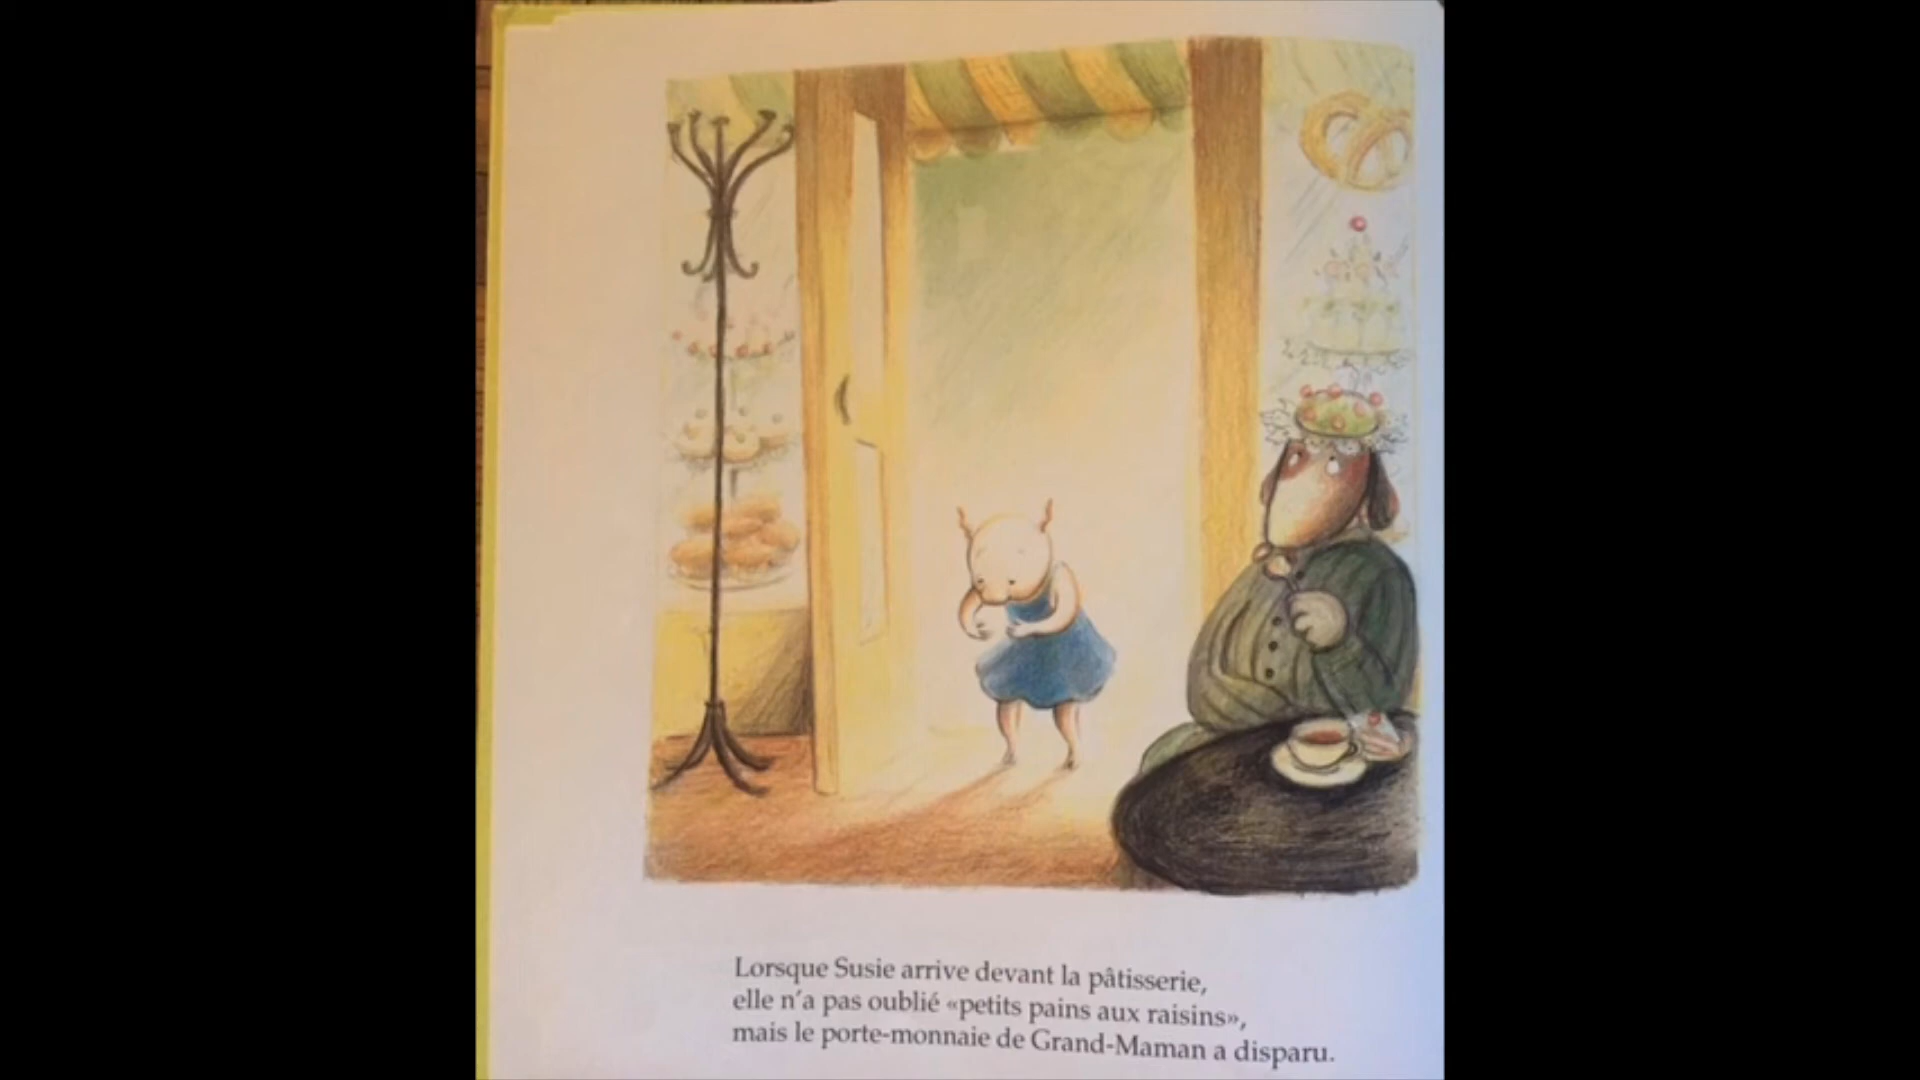 Lorsque Susie arrive devant la pâtisserie,
elle n'a pas oublié «petits pains aux raisins»,
mais le porte-monnaie de Grand-Maman a disparu.